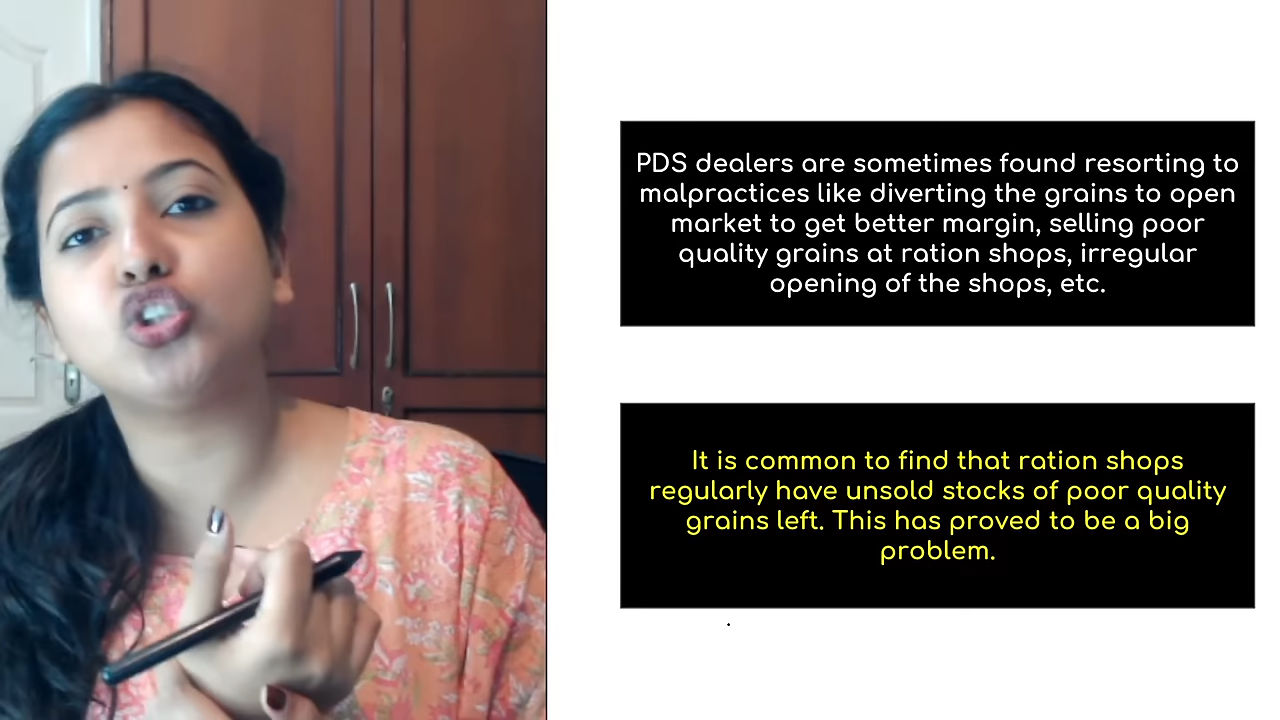 PDS dealers are sometimes found resorting to
malpractices like diverting the grains to open
market to get better margin, selling poor
quality grains at ration shops, irregular
opening of the shops, etc.
It is common to find that ration shops
regularly have unsold stocks of poor quality
grains left. This has proved to be a big
problem.